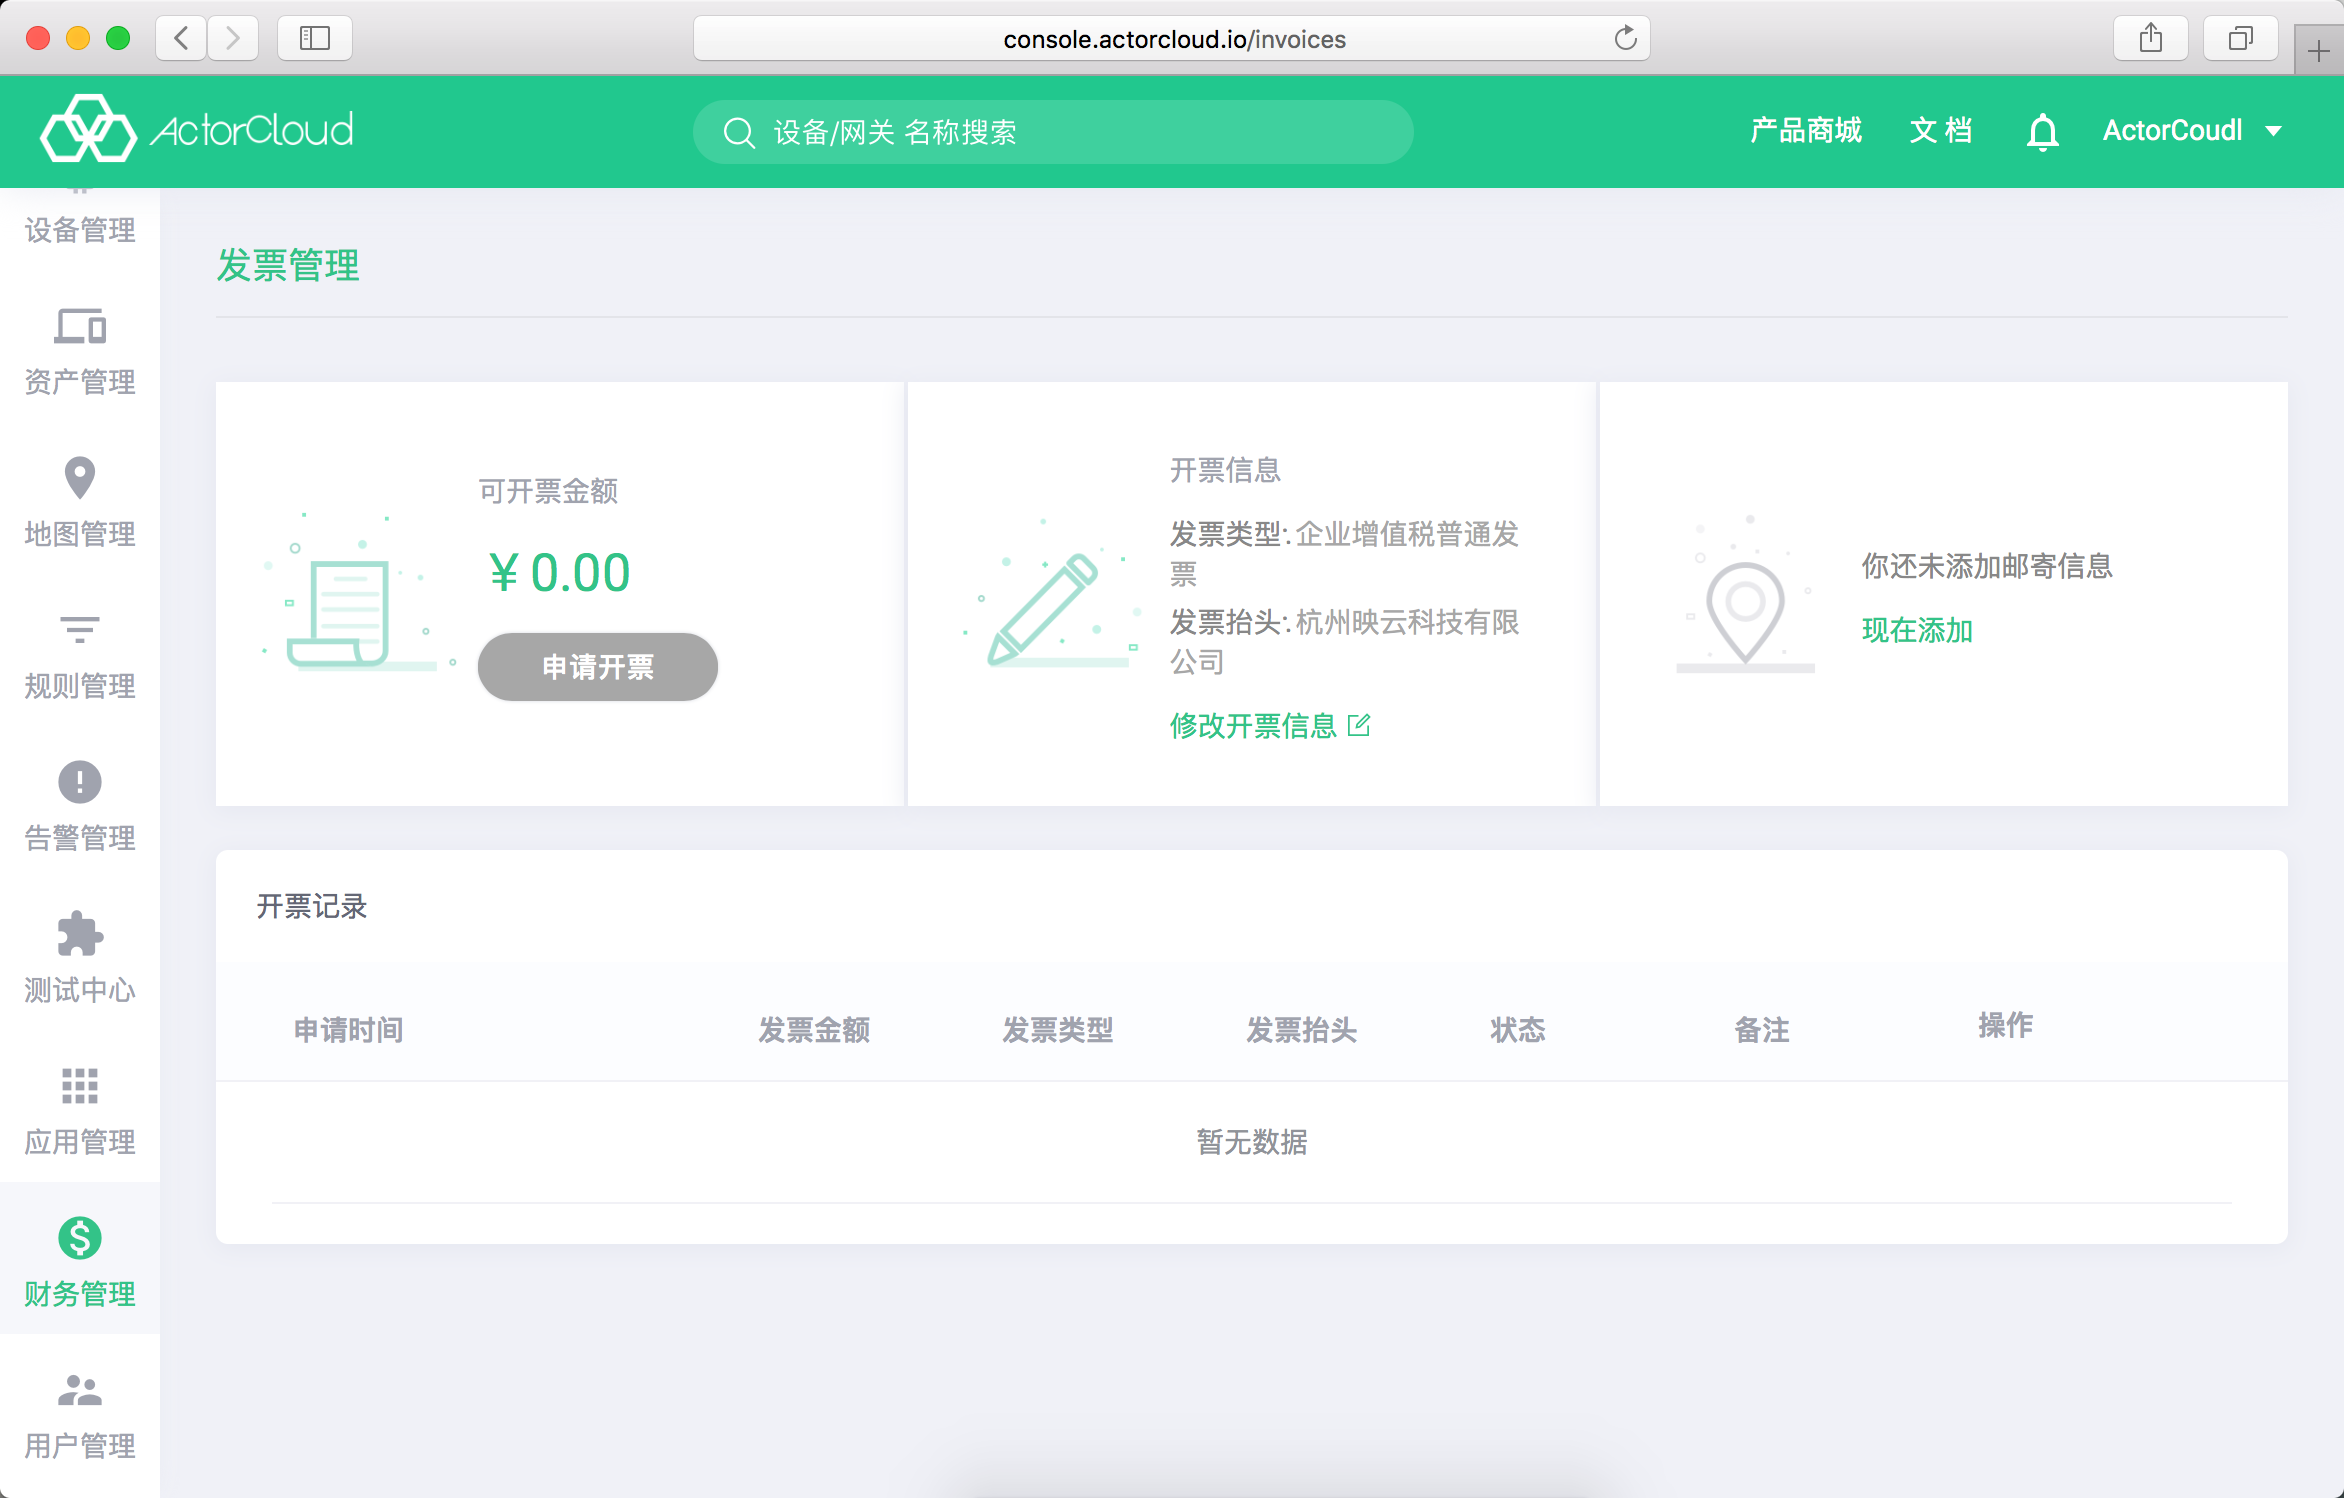 console.actorcloud.io/invoices
ActorCloud
设备/网关 名称搜索
产品商城
文 档
ActorCoudl
设备管理
资产管理
地图管理
规则管理
告警管理
测试中心
应用管理
财务管理
用户管理
发票管理
可开票金额
¥ 0.00
申请开票
开票信息
发票类型:. 企业增值税普通发
票
发票抬头:. 杭州映云科技有限
公司
修改开票信息
你还未添加邮寄信息
现在添加
开票记录
申请时间 发票金额 发票类型 发票抬头 状态 备注 操作
暂无数据